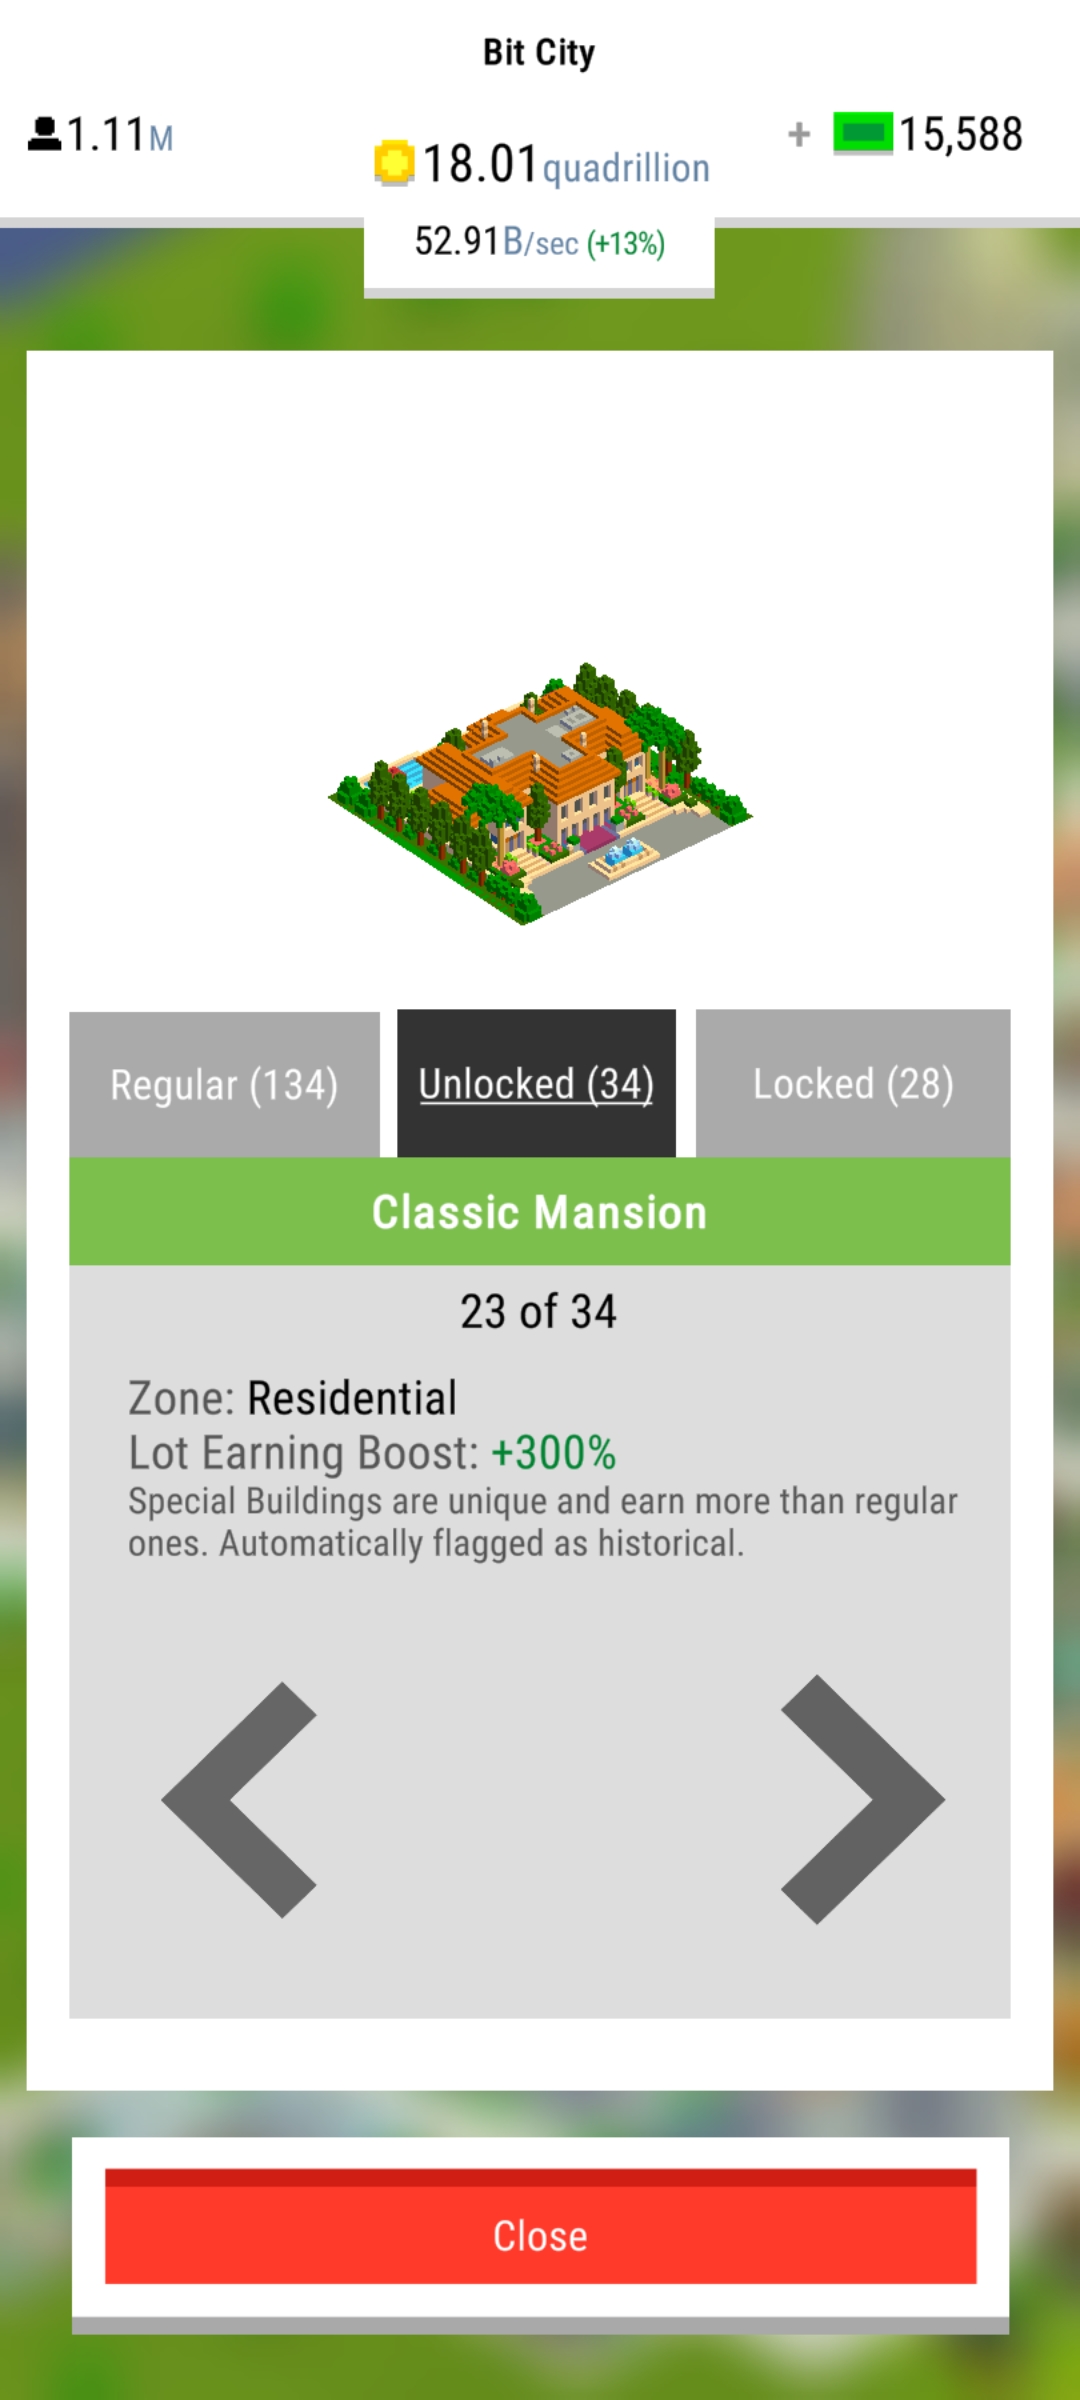 Bit City
1.11M
18.01quadrillion
+ 15,588
52.91B/sec (+13%)
Regular (134)
Unlocked (34)
Locked (28)
Classic Mansion
23 of 34
Zone: Residential
Lot Earning Boost: +300%
Special Buildings are unique and earn more than regular
ones. Automatically flagged as historical.
Close